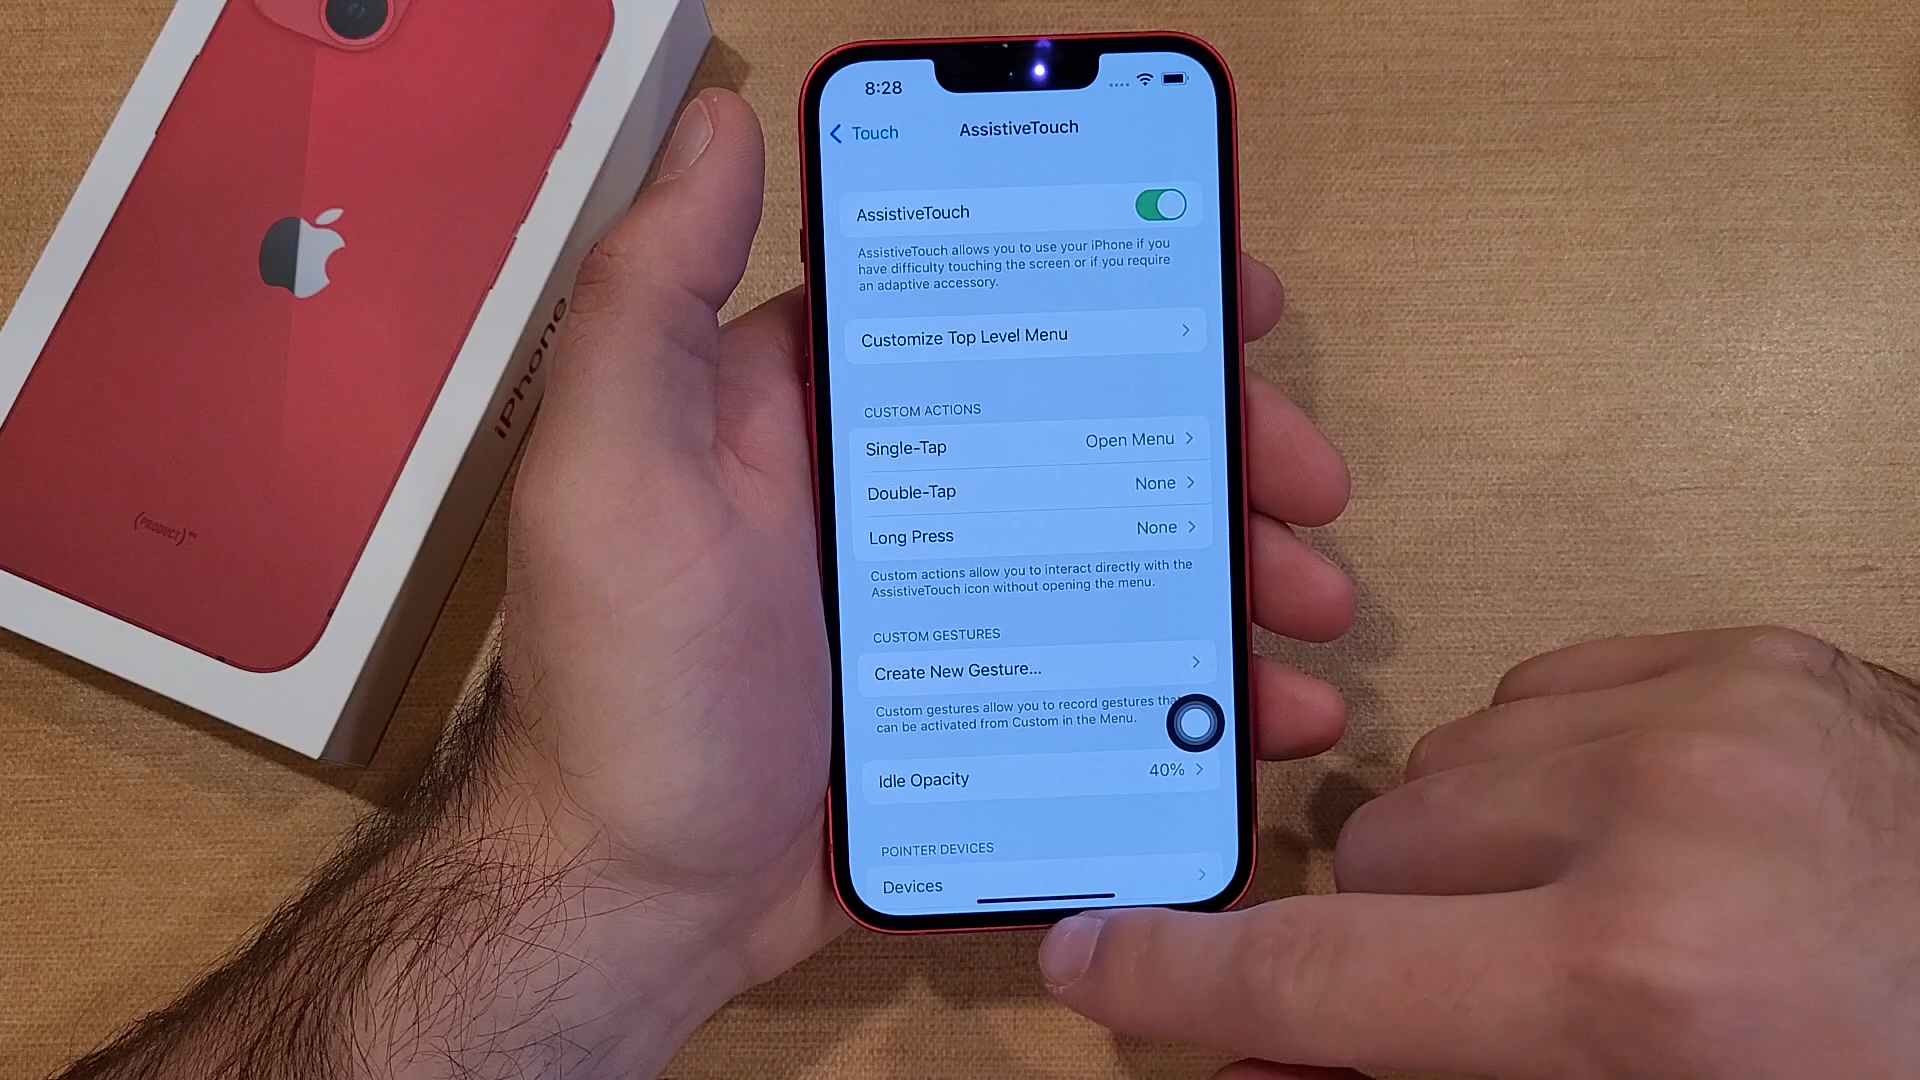 iPhone
(PRODUCT)
8:28
Touch
AssistiveTouch
AssistiveTouch
AssistiveTouch allows you to use your iPhone if you
have difficulty touching the screen or if you require
an adaptive accessory.
Customize Top Level Menu
CUSTOM ACTIONS
Single-Tap Open Menu
Double-Tap None
Long Press None
Custom actions allow you to interact directly with the
AssistiveTouch icon without opening the menu.
CUSTOM GESTURES
Create New Gesture...
Custom gestures allow you to record gestures
can be activated from Custom in the Menu.
Idle Opacity 40%
POINTER DEVICES
Devices